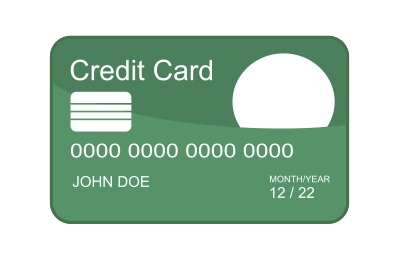 Credit Card
0000 0000 0000 0000
JOHN DOE
MONTH/YEAR
12 / 22